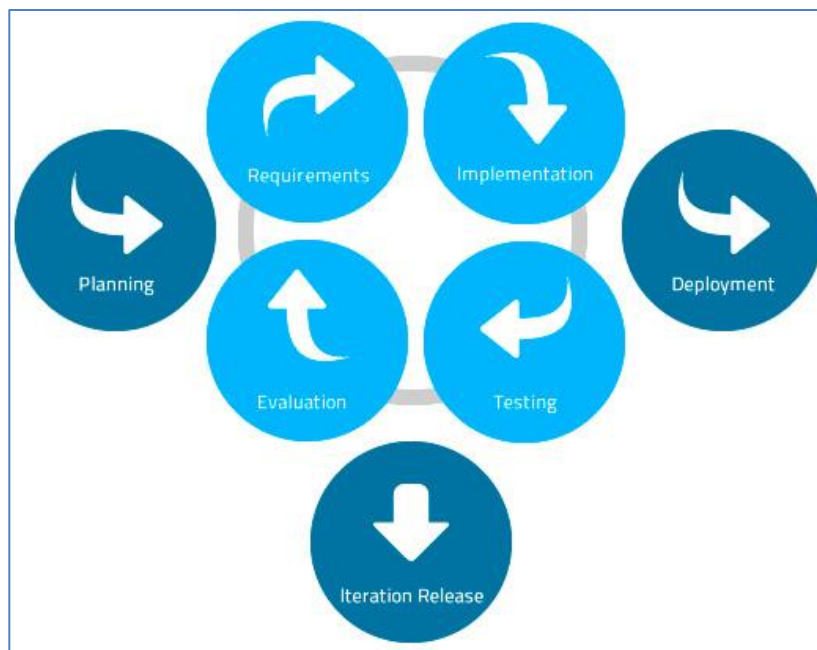 Requirements
Implementation
Planning
Deployment
Evaluation
Testing
Iteration Release